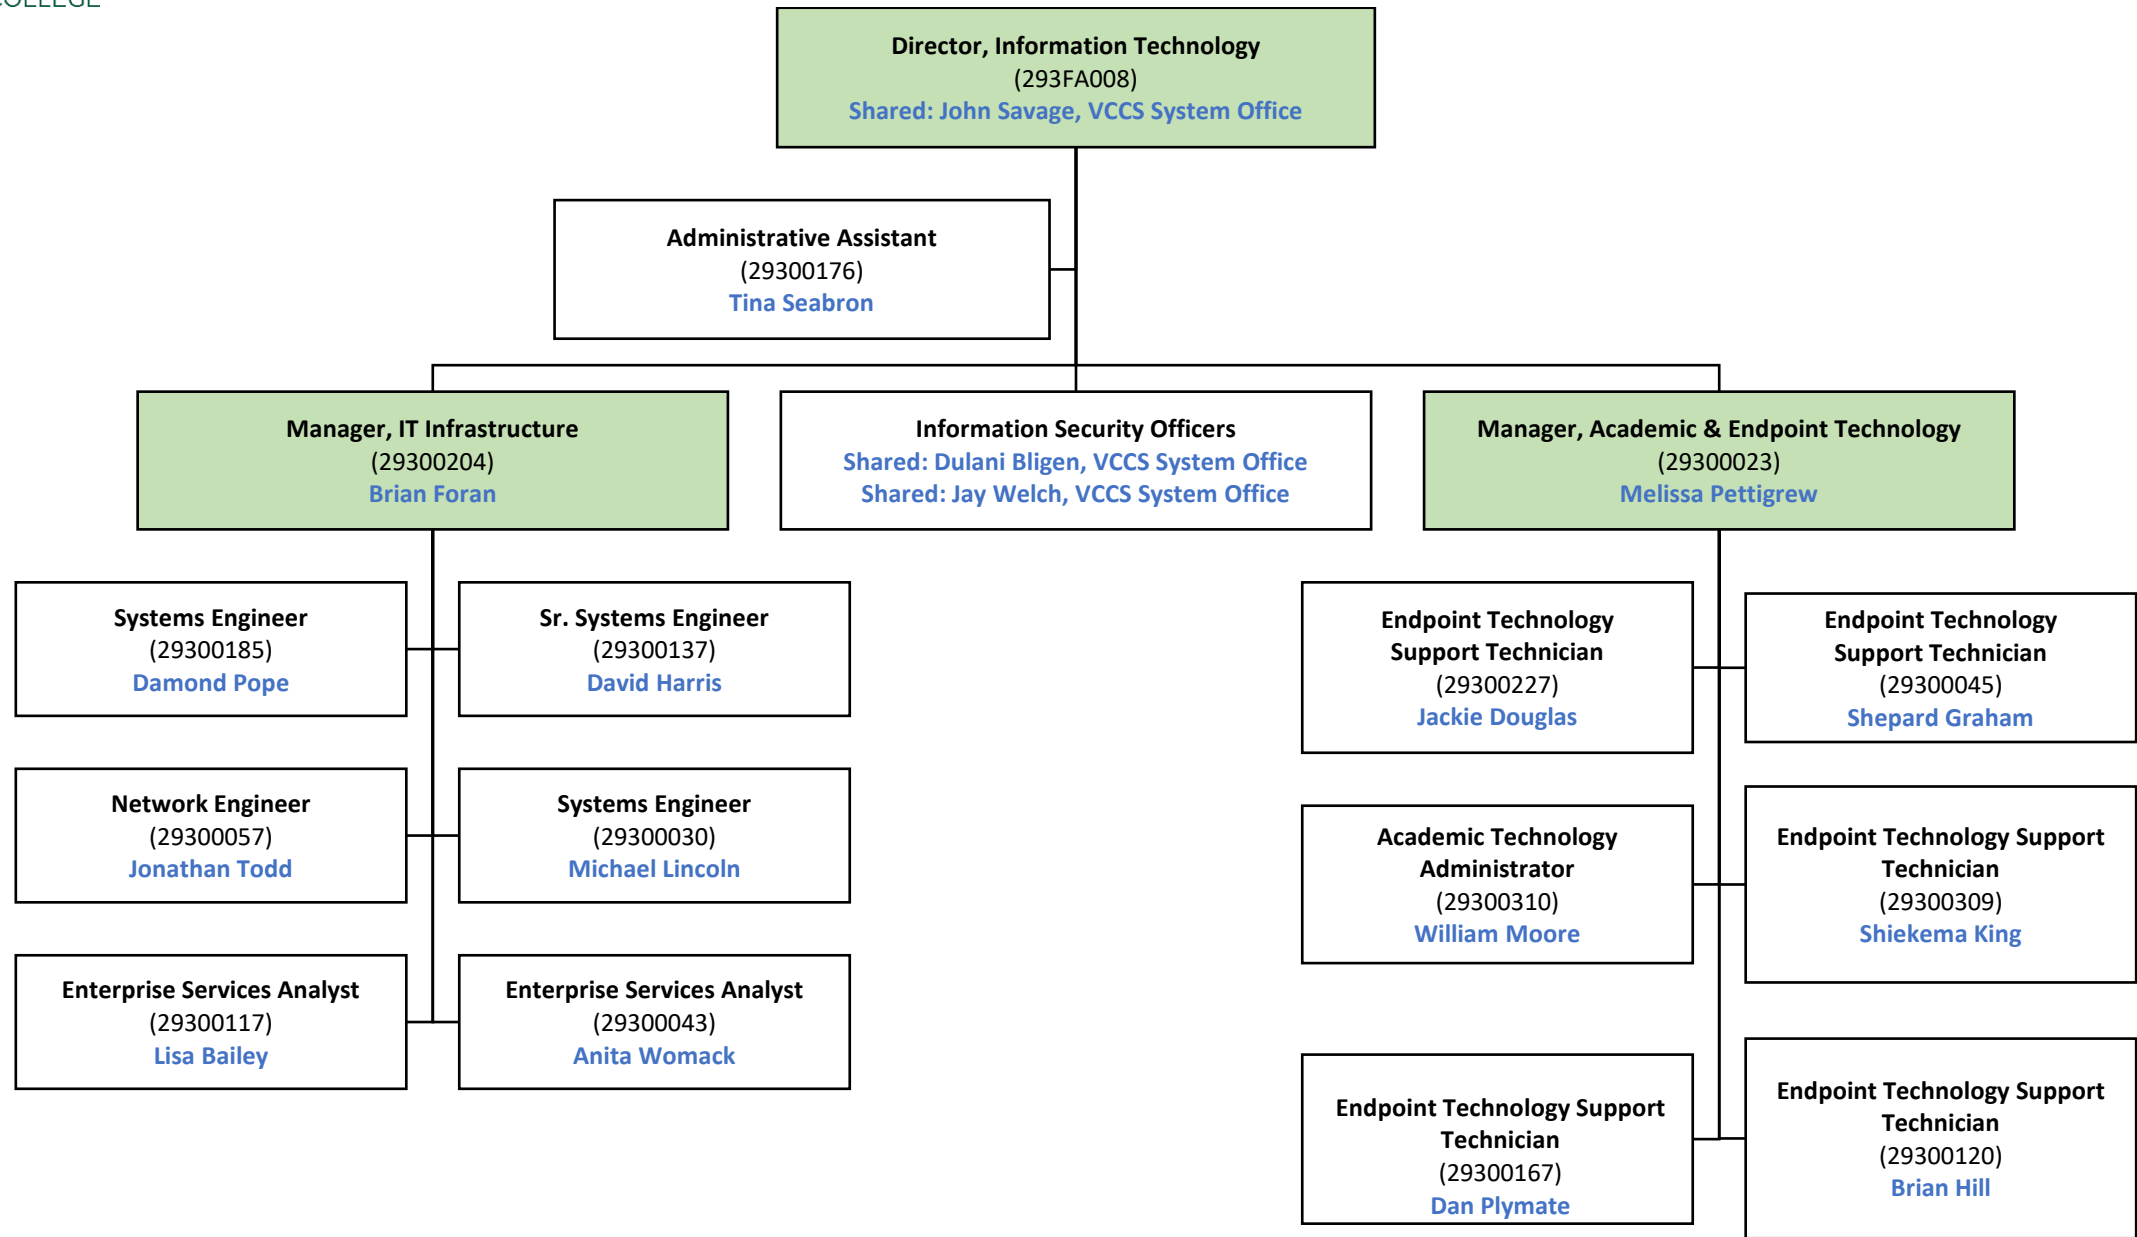 COLLEGE
Director, Information Technology
(293FA008)
Shared: John Savage, VCCS System Office
Administrative Assistant
(29300176)
Tina Seabron
Manager, IT Infrastructure
(29300204)
Brian Foran
Information Security Officers
Shared: Dulani Bligen, VCCS System Office
Shared: Jay Welch, VCCS System Office
Manager, Academic & Endpoint Technology
(29300023)
Melissa Pettigrew
Systems Engineer
(29300185)
Damond Pope
Sr. Systems Engineer
(29300137)
David Harris
Endpoint Technology
Support Technician
(29300227)
Jackie Douglas
Endpoint Technology
Support Technician
(29300045)
Shepard Graham
Network Engineer
(29300057)
Jonathan Todd
Systems Engineer
(29300030)
Michael Lincoln
Academic Technology
Administrator
(29300310)
William Moore
Endpoint Technology Support
Technician
(29300309)
Shiekema King
Enterprise Services Analyst
(29300117)
Lisa Bailey
Enterprise Services Analyst
(29300043)
Anita Womack
Endpoint Technology Support
Technician
(29300167)
Dan Plymate
Endpoint Technology Support
Technician
(29300120)
Brian Hill